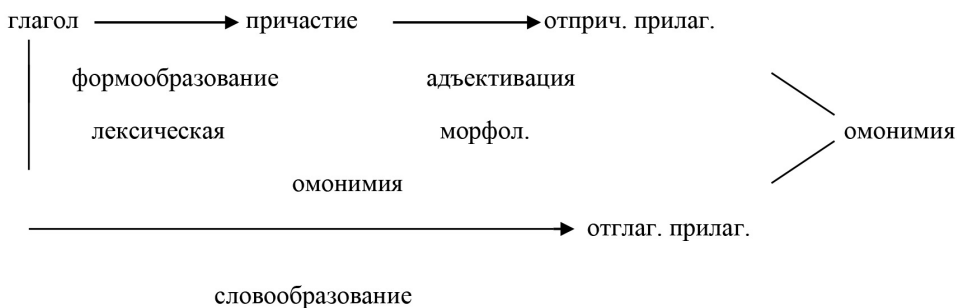 глагол причастие отприч. прилаг.
формообразование адъективация
лексическая морфол. омонимия
омонимия
отглаг. прилаг.
словообразование